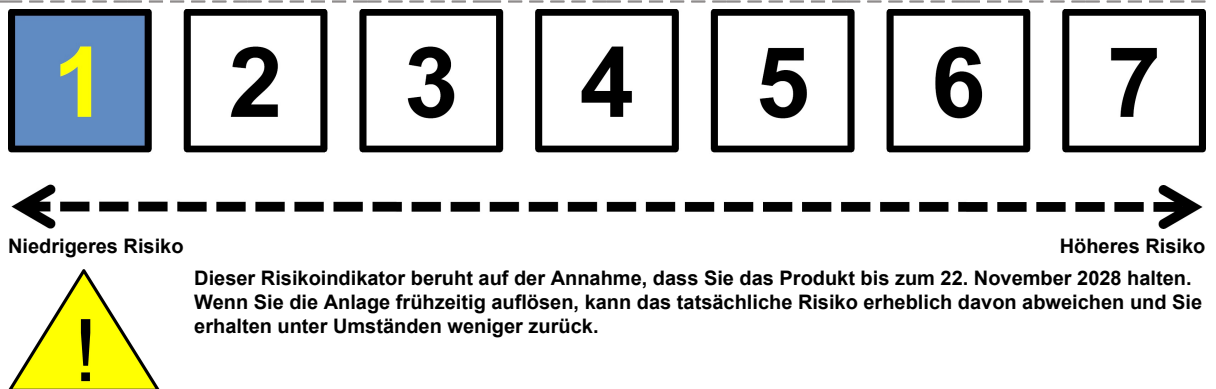 1 2 3 4 5 6 7
Niedrigeres Risiko Höheres Risiko
Dieser Risikoindikator beruht auf der Annahme, dass Sie das Produkt bis zum 22. November 2028 halten.
Wenn Sie die Anlage frühzeitig auflösen, kann das tatsächliche Risiko erheblich davon abweichen und Sie
erhalten unter Umständen weniger zurück.
!